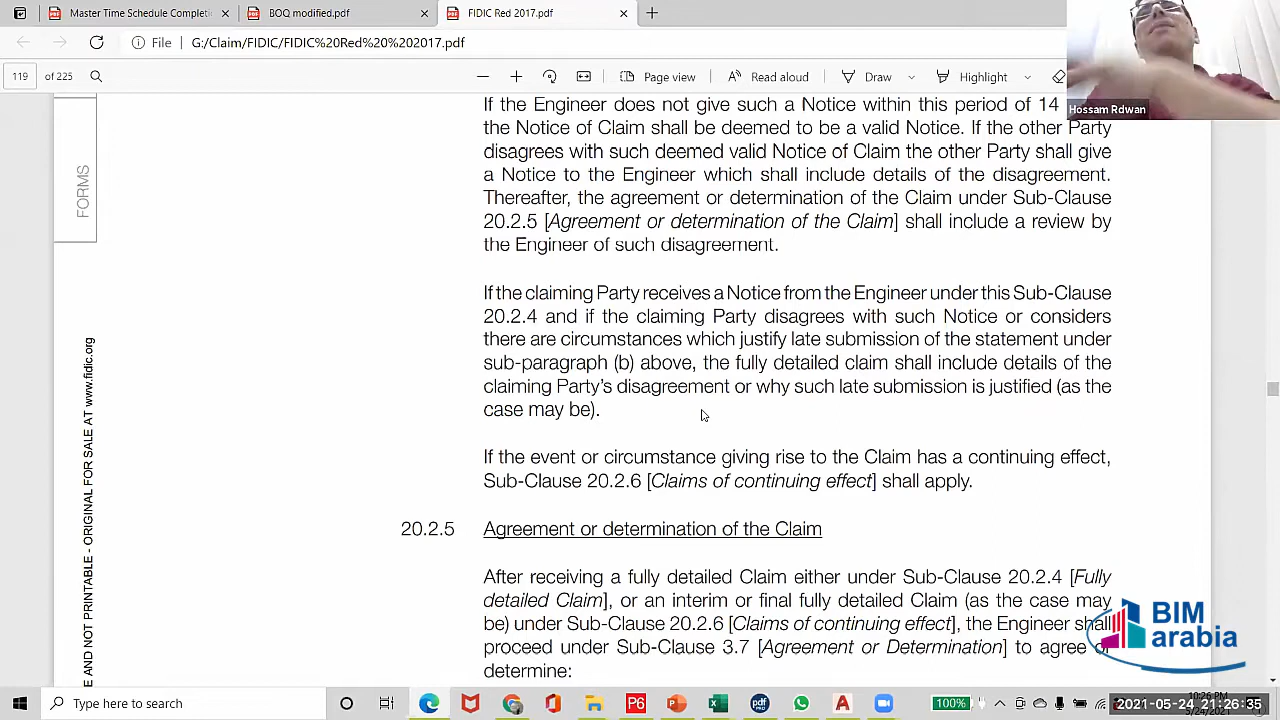 Master Time Schedule Completi
BOQ modified.pdf
FIDIC Red 2017.pdf
File
G:/Claim/FIDIC/FIDIC%20Red%20%202017.pdf
119 of 225
Page view
Read aloud
Draw
Highlight
Hossam Rdwan
FORMS
If the Engineer does not give such a Notice within this period of 14
the Notice of Claim shall be deemed to be a valid Notice. If the other Party
disagrees with such deemed valid Notice of Claim the other Party shall give
a Notice to the Engineer which shall include details of the disagreement.
Thereafter, the agreement or determination of the Claim under Sub-Clause
20.2.5 [Agreement or determination of the Claim] shall include a review by
the Engineer of such disagreement.
If the claiming Party receives a Notice from the Engineer under this Sub-Clause
20.2.4 and if the claiming Party disagrees with such Notice or considers
there are circumstances which justify late submission of the statement under
sub-paragraph (b) above, the fully detailed claim shall include details of the
claiming Party's disagreement or why such late submission is justified (as the
case may be).
If the event or circumstance giving rise to the Claim has a continuing effect,
Sub-Clause 20.2.6 [Claims of continuing effect] shall apply.
20.2.5 Agreement or determination of the Claim
After receiving a fully detailed Claim either under Sub-Clause 20.2.4 [Fully
detailed Claim], or an interim or final fully detailed Claim (as the case may
be) under Sub-Clause 20.2.6 [Claims of continuing effect], the Engineer shall
proceed under Sub-Clause 3.7 [Agreement or Determination] to agree or
determine:
E AND NOT PRINTABLE - ORIGINAL FOR SALE AT www.fidic.org
BIM
arabia
Type here to search
P6
100%
10:26 PM
2021-05-24 21:26:35